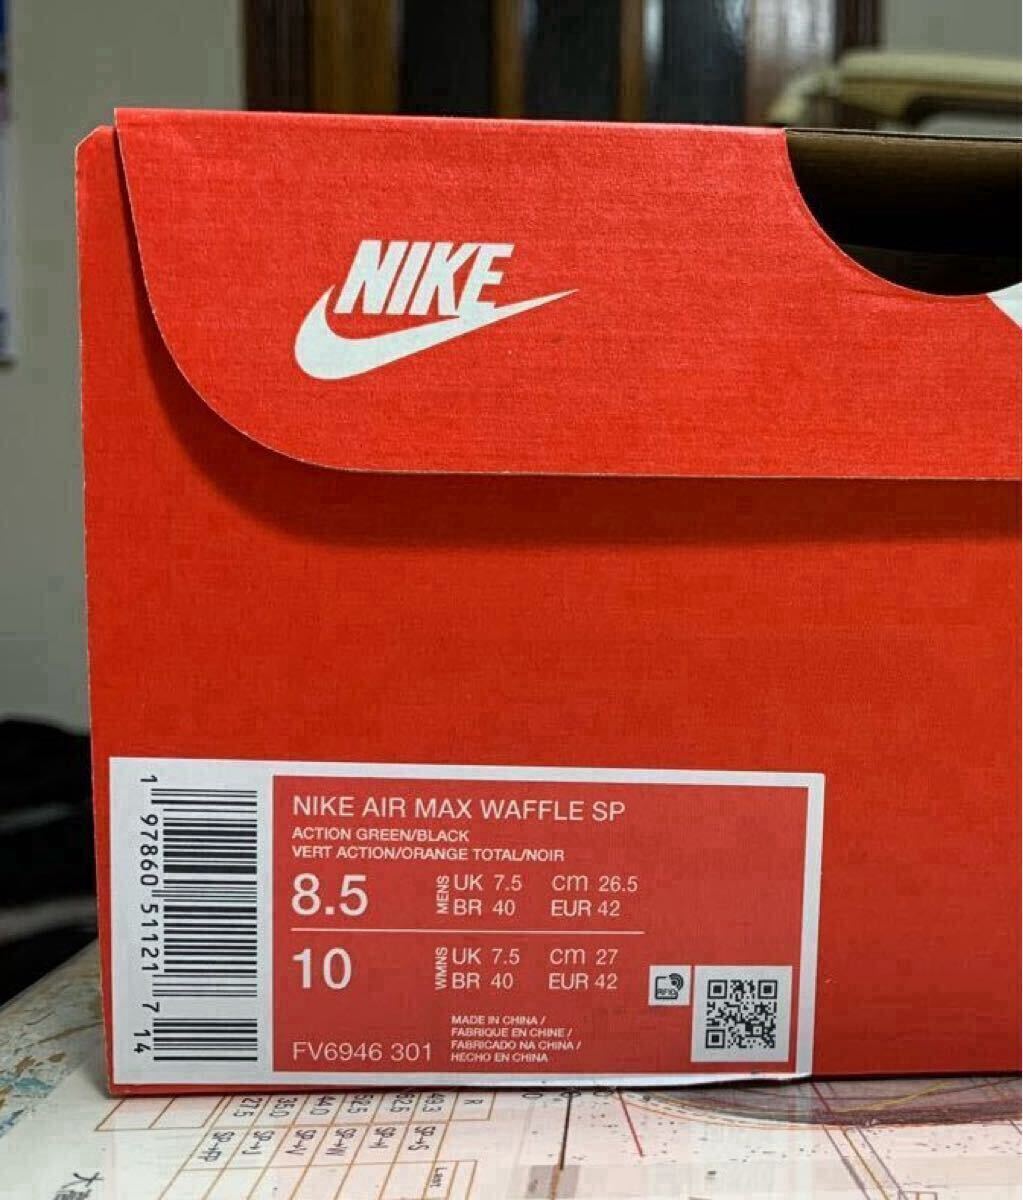 NIKE
1 97860 51121 7 14
NIKE AIR MAX WAFFLE SP
ACTION GREEN/BLACK
VERT ACTION/ORANGE TOTAL/NOIR
8.5 MENS UK 7.5 cm 26.5
BR 40 EUR 42
10 WMNS UK 7.5 cm 27
BR 40 EUR 42
RFID
MADE IN CHINA /
FABRIQUE EN CHINE /
FABRICADO NA CHINA /
HECHO EN CHINA
FV6946 301